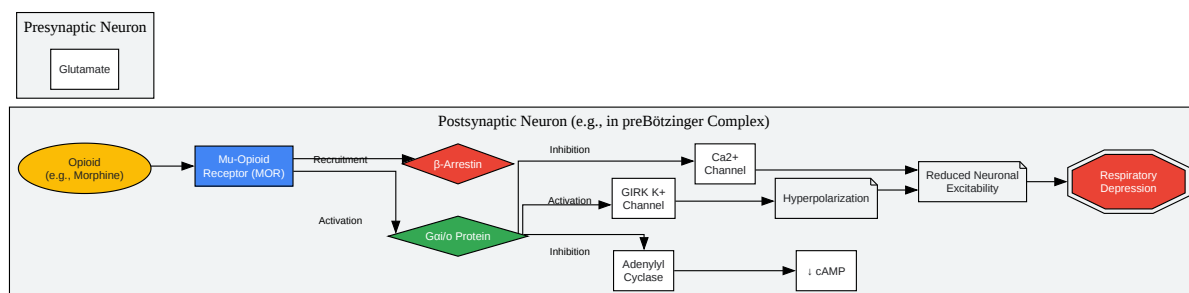 Presynaptic Neuron
Glutamate
Postsynaptic Neuron (e.g., in preBötzinger Complex)
Opioid
(e.g., Morphine)
Mu-Opioid
Receptor (MOR)
Recruitment
β-Arrestin
Activation
Gαi/o Protein
Inhibition
Ca2+
Channel
Activation
GIRK K+
Channel
Hyperpolarization
Inhibition
Adenylyl
Cyclase
↓ cAMP
Reduced Neuronal
Excitability
Respiratory
Depression